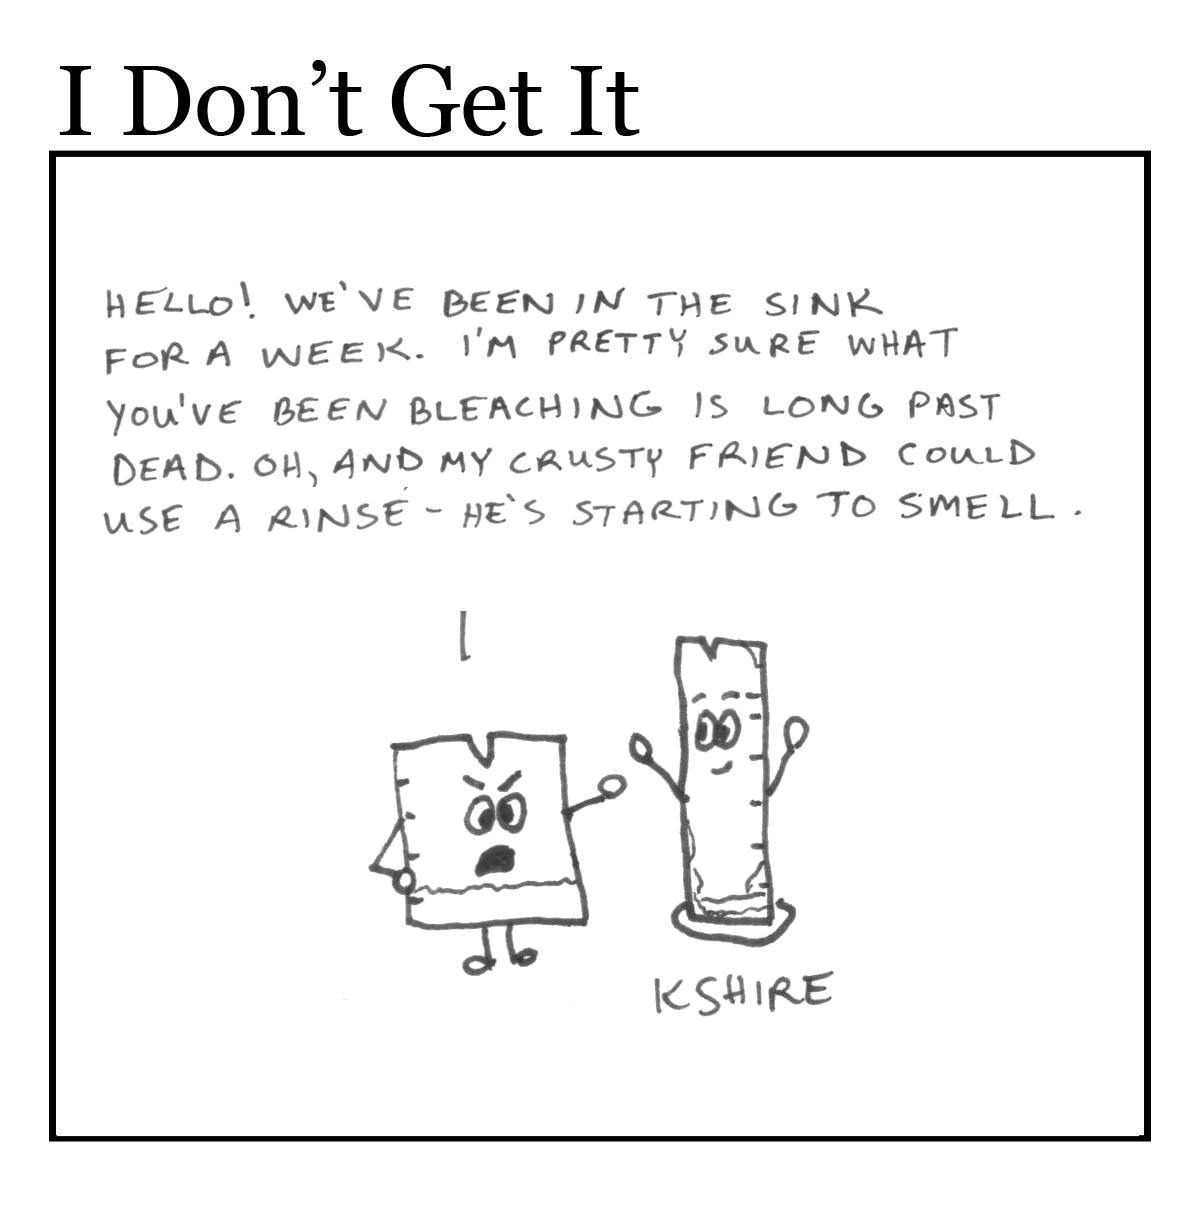 I Don’t Get It
HELLO! WE'VE BEEN IN THE SINK
FOR A WEEK. I'M PRETTY SURE WHAT
YOU'VE BEEN BLEACHING IS LONG PAST
DEAD. OH, AND MY CRUSTY FRIEND COULD
USE A RINSE - HE'S STARTING TO SMELL.
KSHIRE